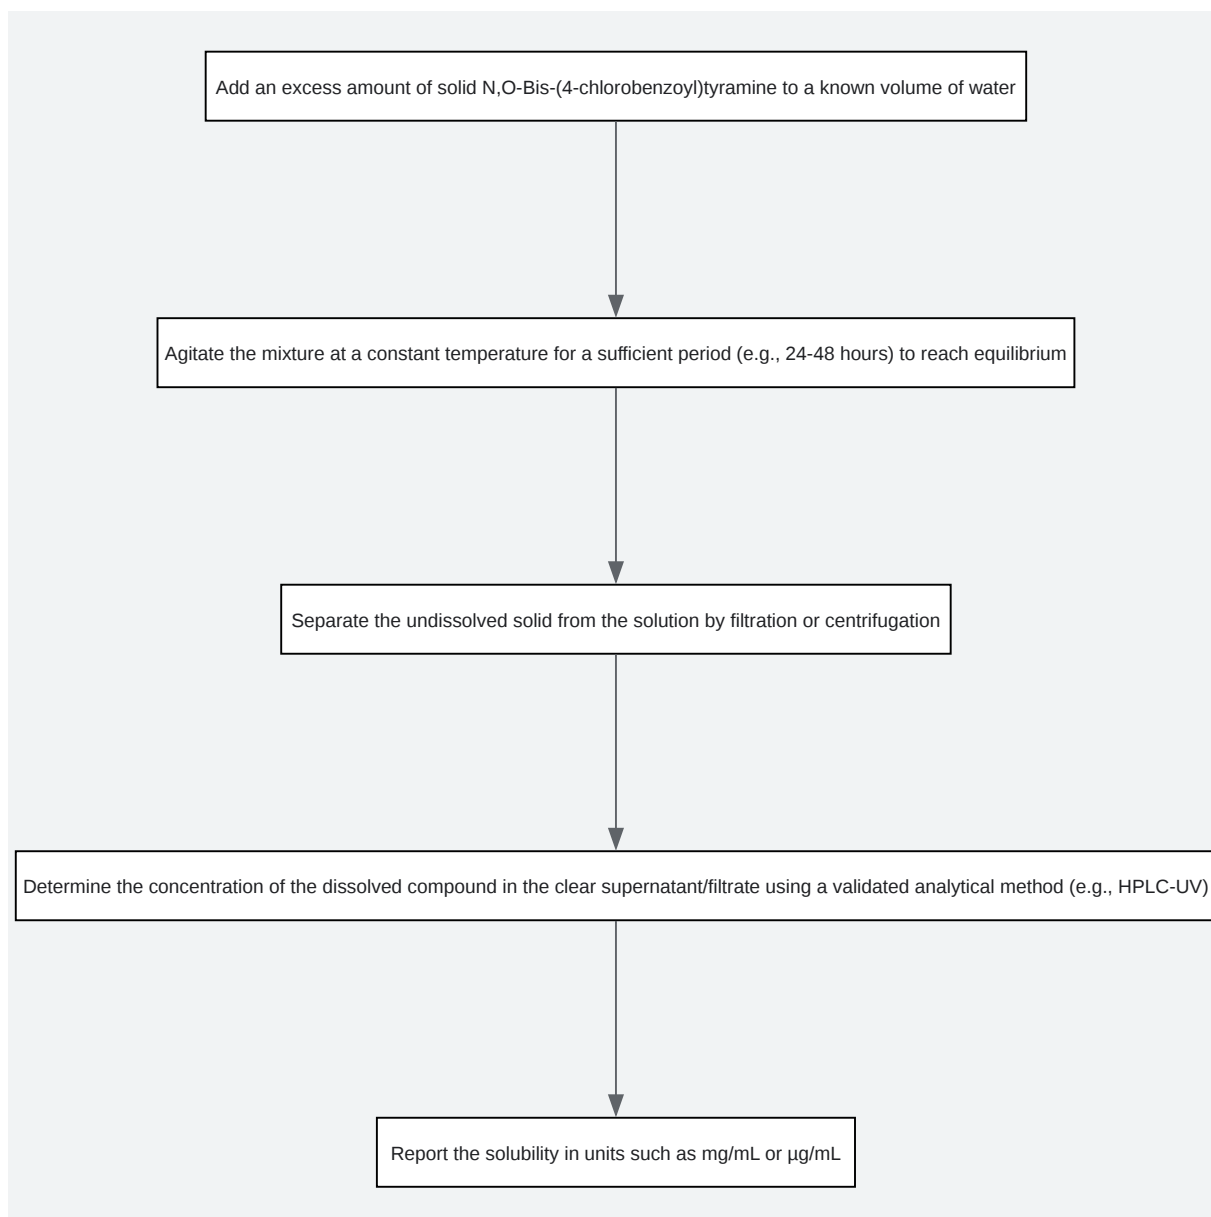 Add an excess amount of solid N,O-Bis-(4-chlorobenzoyl)tyramine to a known volume of water
Agitate the mixture at a constant temperature for a sufficient period (e.g., 24-48 hours) to reach equilibrium
Separate the undissolved solid from the solution by filtration or centrifugation
Determine the concentration of the dissolved compound in the clear supernatant/filtrate using a validated analytical method (e.g., HPLC-UV)
Report the solubility in units such as mg/mL or µg/mL